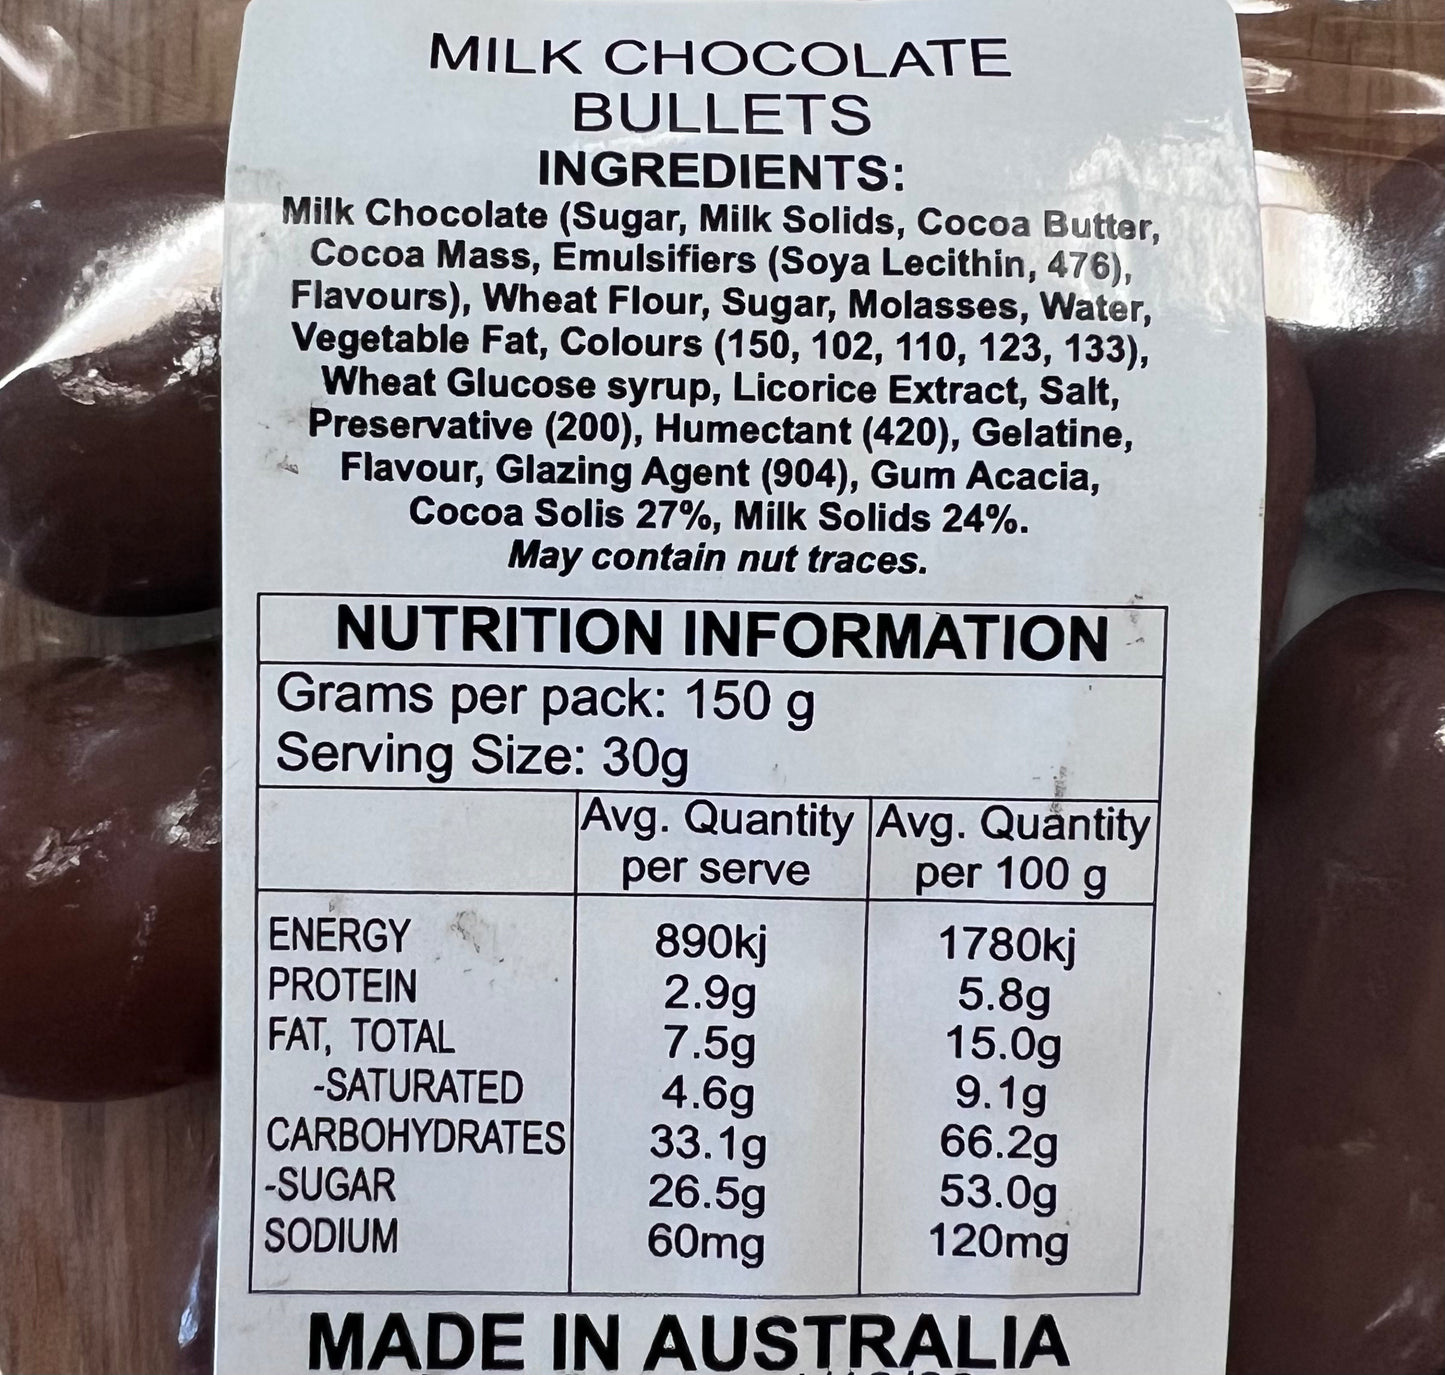 MILK CHOCOLATE
BULLETS
INGREDIENTS:
Milk Chocolate (Sugar, Milk Solids, Cocoa Butter,
Cocoa Mass, Emulsifiers (Soya Lecithin, 476),
Flavours), Wheat Flour, Sugar, Molasses, Water,
Vegetable Fat, Colours (150, 102, 110, 123, 133),
Wheat Glucose syrup, Licorice Extract, Salt,
Preservative (200), Humectant (420), Gelatine,
Flavour, Glazing Agent (904), Gum Acacia,
Cocoa Solis 27%, Milk Solids 24%.
May contain nut traces.
NUTRITION INFORMATION
Grams per pack: 150 g
Serving Size: 30g
Avg. Quantity Avg. Quantity
per serve per 100 g
ENERGY 890kj 1780kj
PROTEIN 2.9g 5.8g
FAT, TOTAL 7.5g 15.0g
-SATURATED 4.6g 9.1g
CARBOHYDRATES 33.1g 66.2g
-SUGAR 26.5g 53.0g
SODIUM 60mg 120mg
MADE IN AUSTRALIA